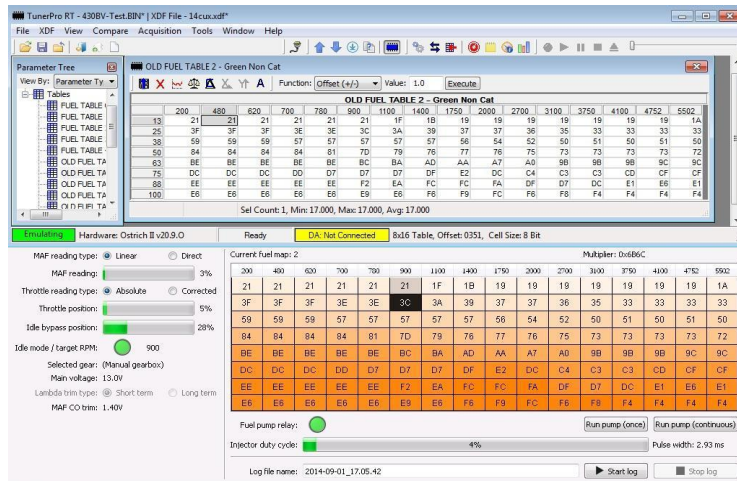 TunerPro RT - 430BV-Test.BIN* | XDF File - 14cux.xdf*
File XDF View Compare Acquisition Tools Window Help
Parameter Tree
View By: Parameter Ty
Tables
FUEL TABLE
FUEL TABLE
FUEL TABLE
FUEL TABLE
OLD FUEL TA
OLD FUEL TA
OLD FUEL TA
OLD FUEL TA
OLD FUEL TA
OLD FUEL TABLE 2 - Green Non Cat
Function: Offset (+/-) Value: 1.0 Execute
OLD FUEL TABLE 2 - Green Non Cat
200 480 620 700 780 900 1100 1400 1750 2000 2700 3100 3750 4100 4752 5502
13 21 21 21 21 21 21 1F 1B 19 19 19 19 19 19 19 1A
25 3F 3F 3F 3E 3E 3C 3A 39 37 37 36 35 33 33 33 33
38 59 59 59 57 57 57 57 57 56 54 52 50 51 50 51 50
50 84 84 84 84 81 7D 79 76 77 76 75 73 73 73 73 72
63 BE BE BE BE BE BC BA AD AA A7 A0 9B 9B 9B 9C 9C
75 DC DC DC DD D7 D7 D7 DF E2 DC C4 C3 C3 CD CF CF
88 EE EE EE EE EE F2 EA FC FC FA DF D7 DC E1 E6 E1
100 E6 E6 E6 E6 E6 E9 E6 F6 F9 FC F6 F8 F4 F4 F4 F4
Sel Count: 1, Min: 17.000, Max: 17.000, Avg: 17.000
Emulating Hardware: Ostrich II v20.9.O Ready DA: Not Connected 8x16 Table, Offset: 0351, Cell Size: 8 Bit
MAF reading type: Linear Direct
MAF reading: 3%
Throttle reading type: Absolute Corrected
Throttle position: 5%
Idle bypass position: 28%
Idle mode / target RPM: 900
Selected gear: (Manual gearbox)
Main voltage: 13.0V
Lambda trim type: Short term Long term
MAF CO trim: 1.40V
Current fuel map: 2 Multiplier: 0x6B6C
200 480 620 700 780 900 1100 1400 1750 2000 2700 3100 3750 4100 4752 5502
21 21 21 21 21 21 1F 1B 19 19 19 19 19 19 19 1A
3F 3F 3F 3E 3E 3C 3A 39 37 37 36 35 33 33 33 33
59 59 59 57 57 57 57 57 56 54 52 50 51 50 51 50
84 84 84 84 81 7D 79 76 77 76 75 73 73 73 73 72
BE BE BE BE BE BC BA AD AA A7 A0 9B 9B 9B 9C 9C
DC DC DC DD D7 D7 D7 DF E2 DC C4 C3 C3 CD CF CF
EE EE EE EE EE F2 EA FC FC FA DF D7 DC E1 E6 E1
E6 E6 E6 E6 E6 E9 E6 F6 F9 FC F6 F8 F4 F4 F4 F4
Fuel pump relay: Run pump (once) Run pump (continuous)
Injector duty cycle: 4% Pulse width: 2.93 ms
Log file name: 2014-09-01_17.05.42 Start log Stop log